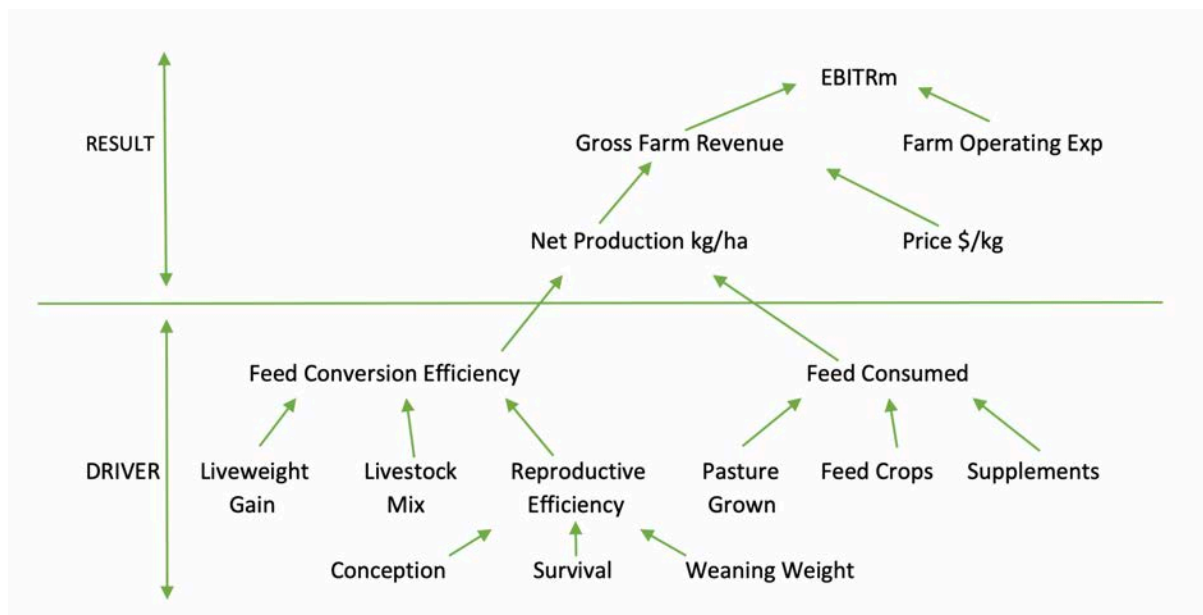 EBITRm
RESULT
Gross Farm Revenue
Farm Operating Exp
Net Production kg/ha
Price $/kg
Feed Conversion Efficiency
Feed Consumed
DRIVER
Liveweight
Gain
Livestock
Mix
Reproductive
Efficiency
Pasture
Grown
Feed Crops
Supplements
Conception
Survival
Weaning Weight